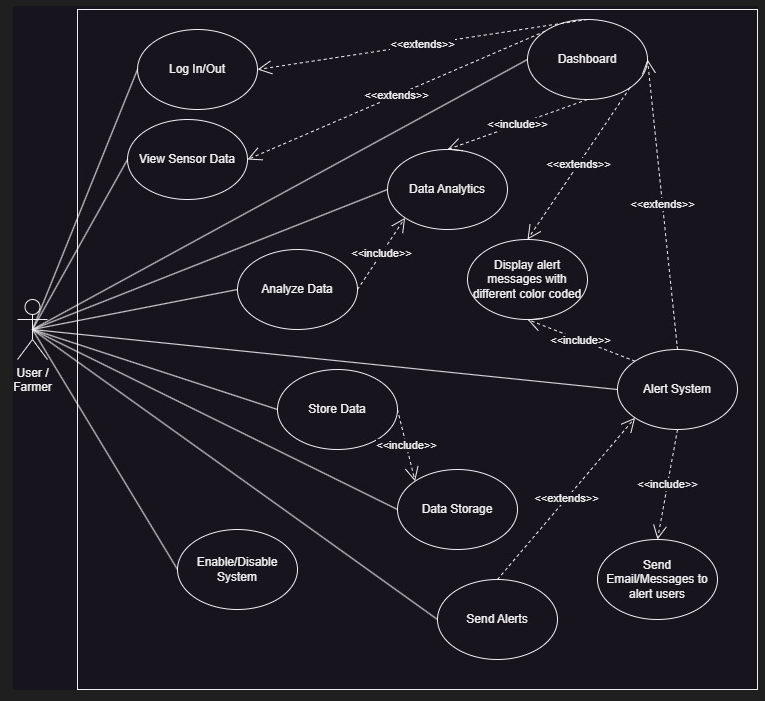 <<extends>>
Log In/Out
Dashboard
<<extends>>
<<include>>
View Sensor Data
<<extends>>
Data Analytics
<<extends>>
<<include>>
Analyze Data
Display alert
messages with
different color coded
<<include>>
User /
Farmer
Alert System
Store Data
<<include>>
<<include>>
<<extends>>
Data Storage
Enable/Disable
System
Send
Email/Messages to
alert users
Send Alerts